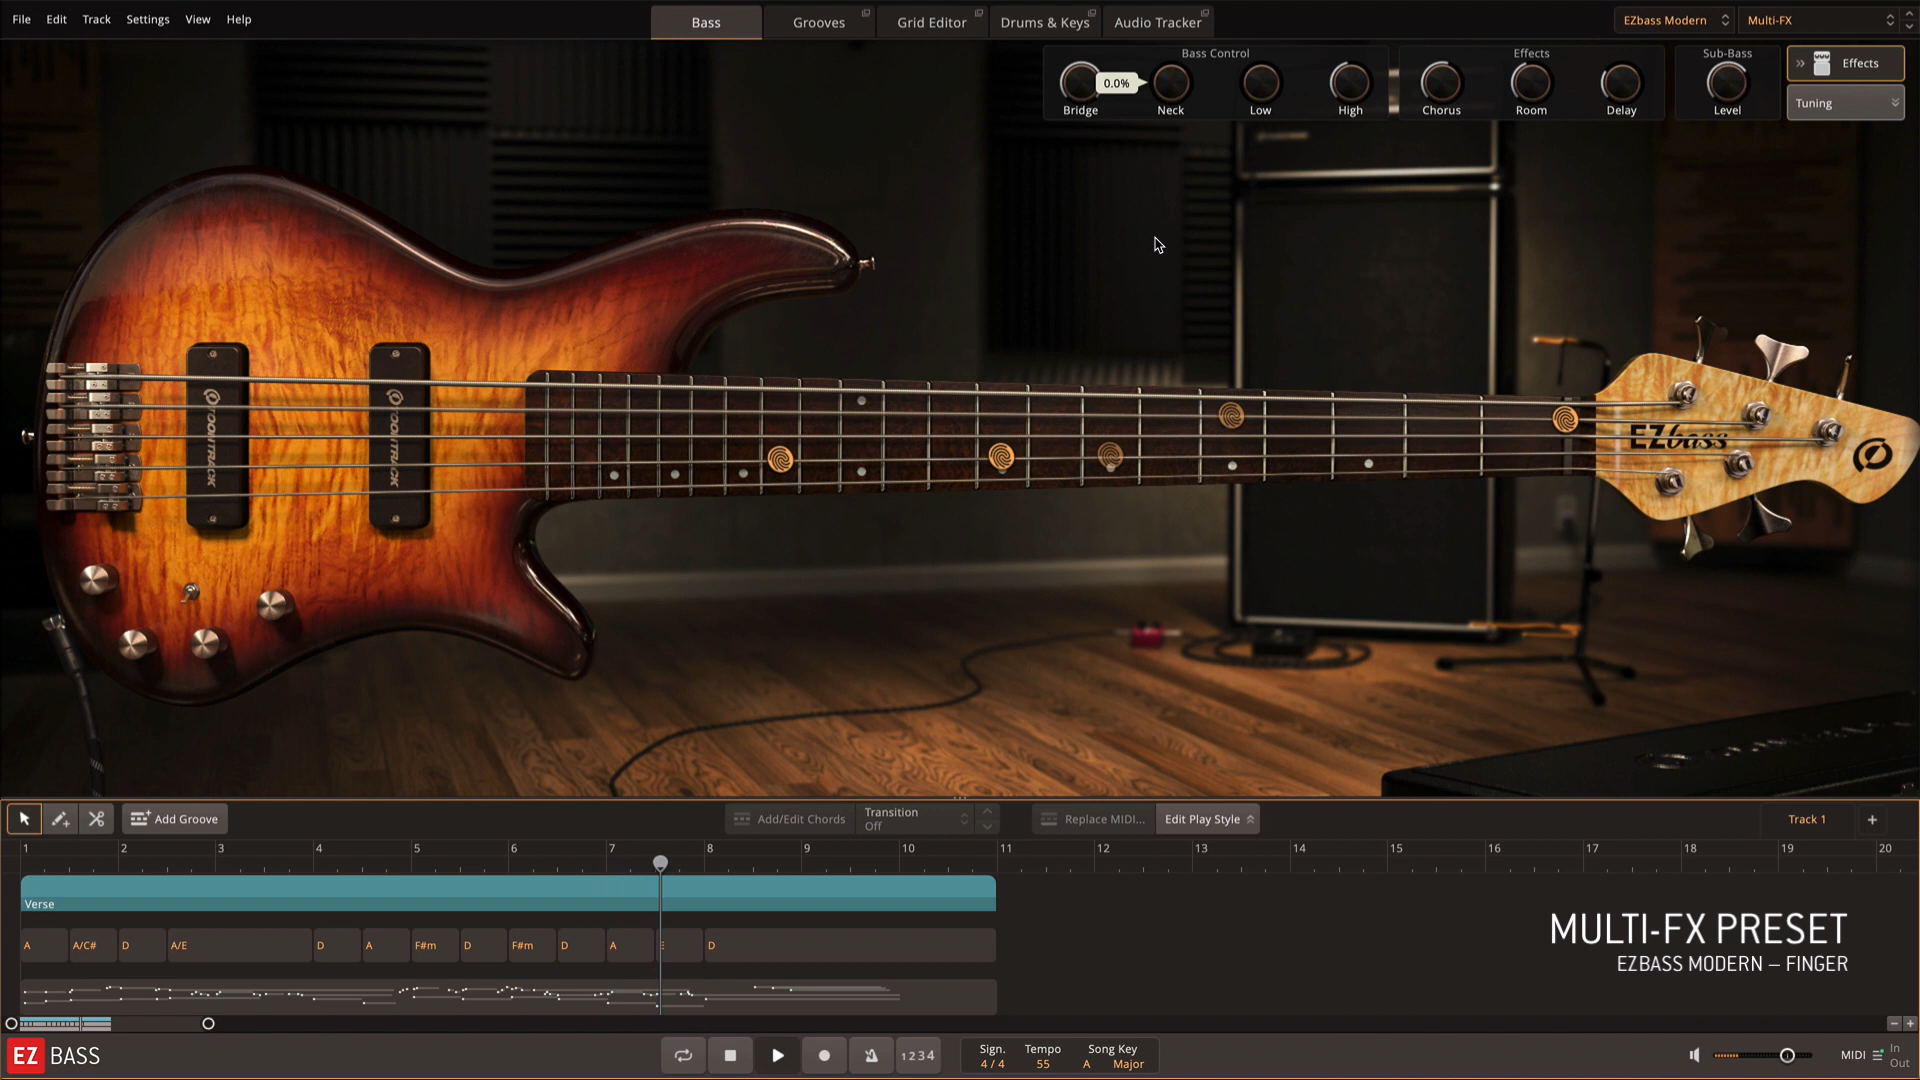 File Edit Track Settings View Help
Bass Grooves Grid Editor Drums & Keys Audio Tracker
EZbass Modern Multi-FX
Bass Control Effects Sub-Bass
0.0%
Effects
Bridge Neck Low High Chorus Room Delay Level
Tuning
TOONTRACK TOONTRACK
EZbass
Add Groove
Add/Edit Chords
Transition
Off
Replace MIDI...
Edit Play Style
Track 1 +
1 2 3 4 5 6 7 8 9 10 11 12 13 14 15 16 17 18 19 20
Verse
A A/C# D A/E D A F#m D F#m D A E D
MULTI-FX PRESET
EZBASS MODERN – FINGER
EZ BASS
1234
Sign. Tempo Song Key
4 / 4 55 A Major
MIDI In
Out